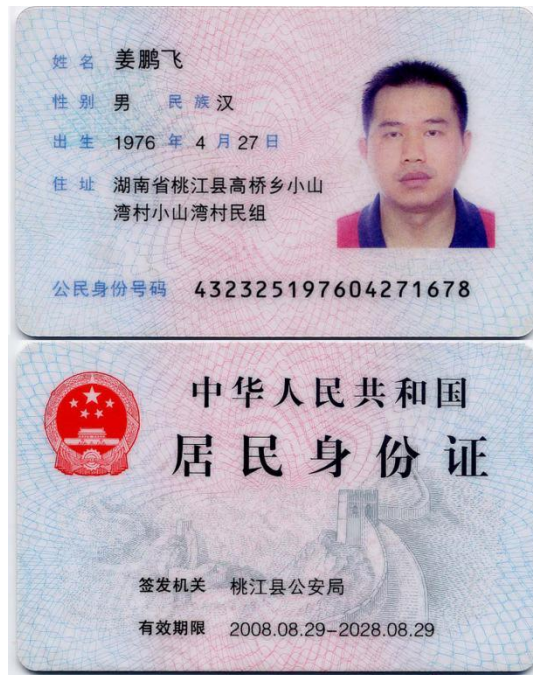 姓名 姜鹏飞
性别 男 民族 汉
出生 1976 年 4 月 27 日
住址 湖南省桃江县高桥乡小山
湾村小山湾村民组
公民身份号码 432325197604271678
中华人民共和国
居民身份证
签发机关 桃江县公安局
有效期限 2008.08.29-2028.08.29